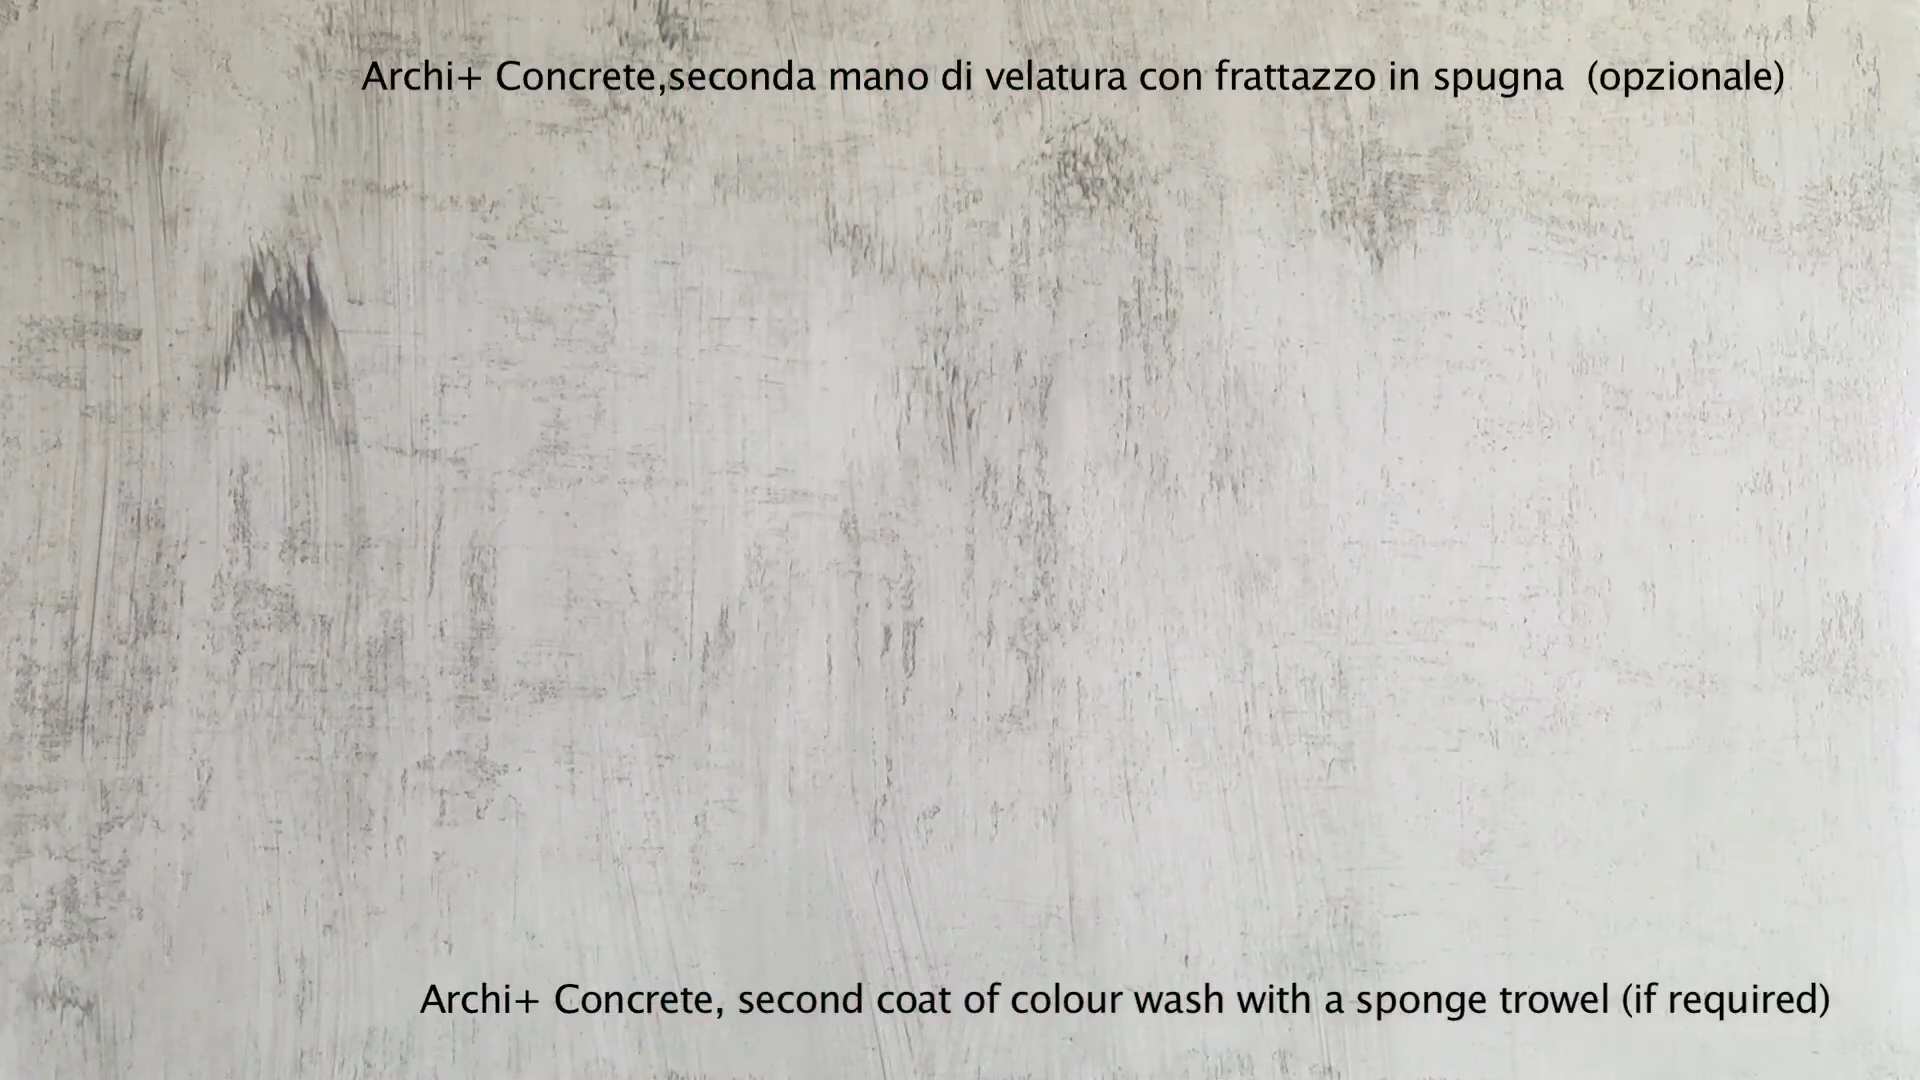 Archi+ Concrete,seconda mano di velatura con frattazzo in spugna (opzionale)
Archi+ Concrete, second coat of colour wash with a sponge trowel (if required)